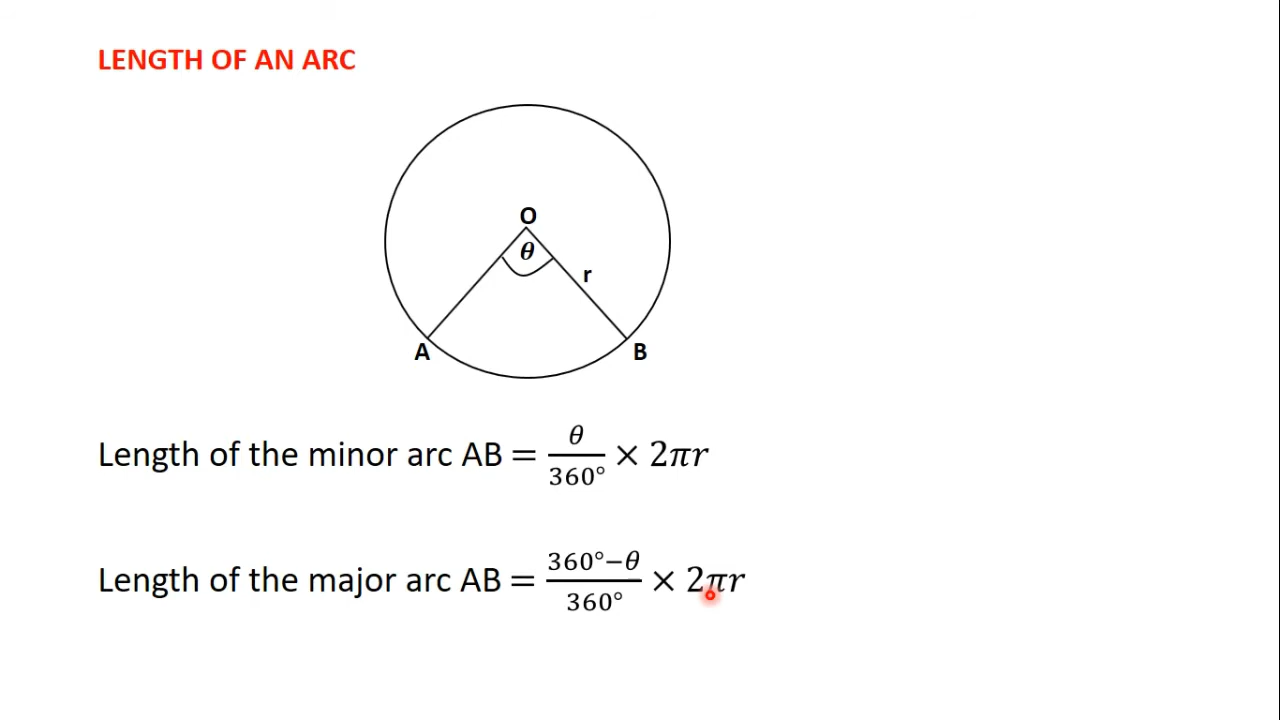 LENGTH OF AN ARC
O
θ
r
A
B
Length of the minor arc AB = θ/360° × 2πr
Length of the major arc AB = 360°−θ/360° × 2πr